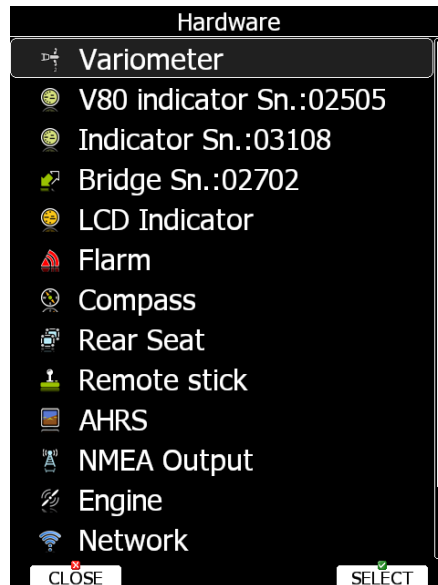 Hardware
Variometer
V80 indicator Sn.:02505
Indicator Sn.:03108
Bridge Sn.:02702
LCD Indicator
Flarm
Compass
Rear Seat
Remote stick
AHRS
NMEA Output
Engine
Network
CLOSE SELECT